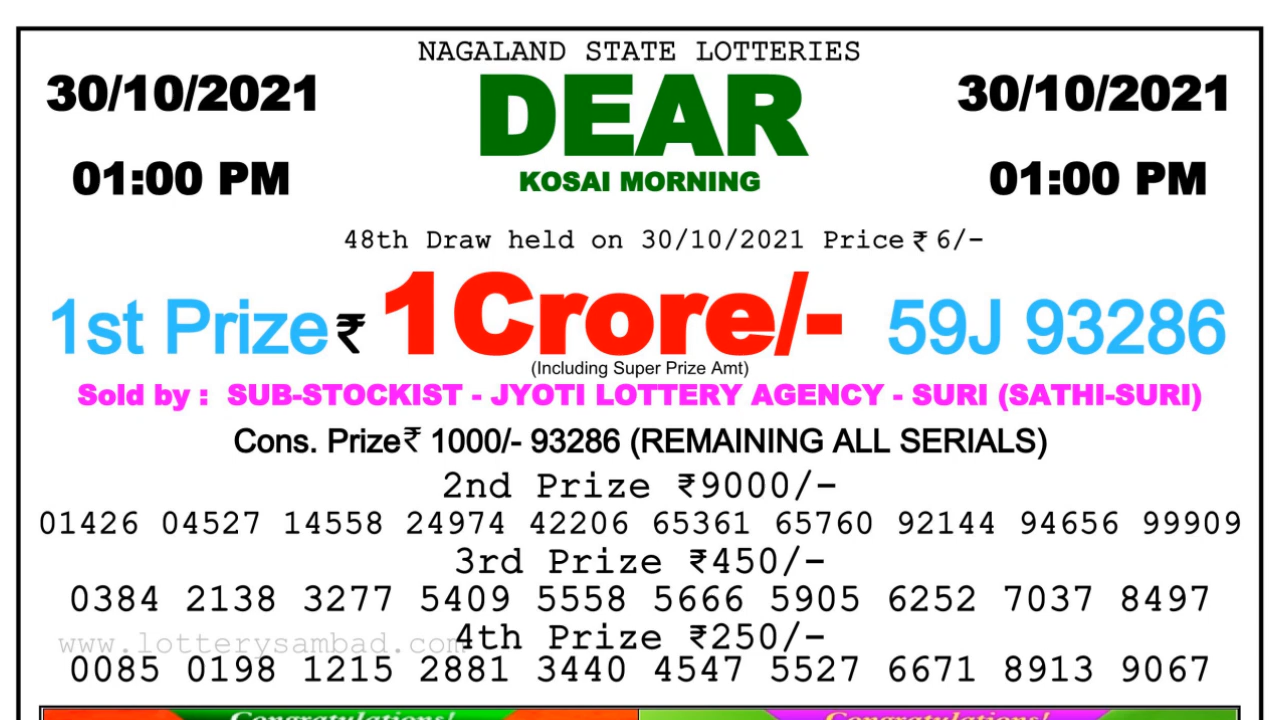 NAGALAND STATE LOTTERIES
30/10/2021 DEAR 30/10/2021
01:00 PM KOSAI MORNING 01:00 PM
48th Draw held on 30/10/2021 Price ₹ 6/-
1st Prize ₹ 1Crore/- 59J 93286
(Including Super Prize Amt)
Sold by : SUB-STOCKIST - JYOTI LOTTERY AGENCY - SURI (SATHI-SURI)
Cons. Prize ₹ 1000/- 93286 (REMAINING ALL SERIALS)
2nd Prize ₹9000/-
01426 04527 14558 24974 42206 65361 65760 92144 94656 99909
3rd Prize ₹450/-
0384 2138 3277 5409 5558 5666 5905 6252 7037 8497
www.lotterysambad.com
4th Prize ₹250/-
0085 0198 1215 2881 3440 4547 5527 6671 8913 9067
Congratulations! Congratulations!